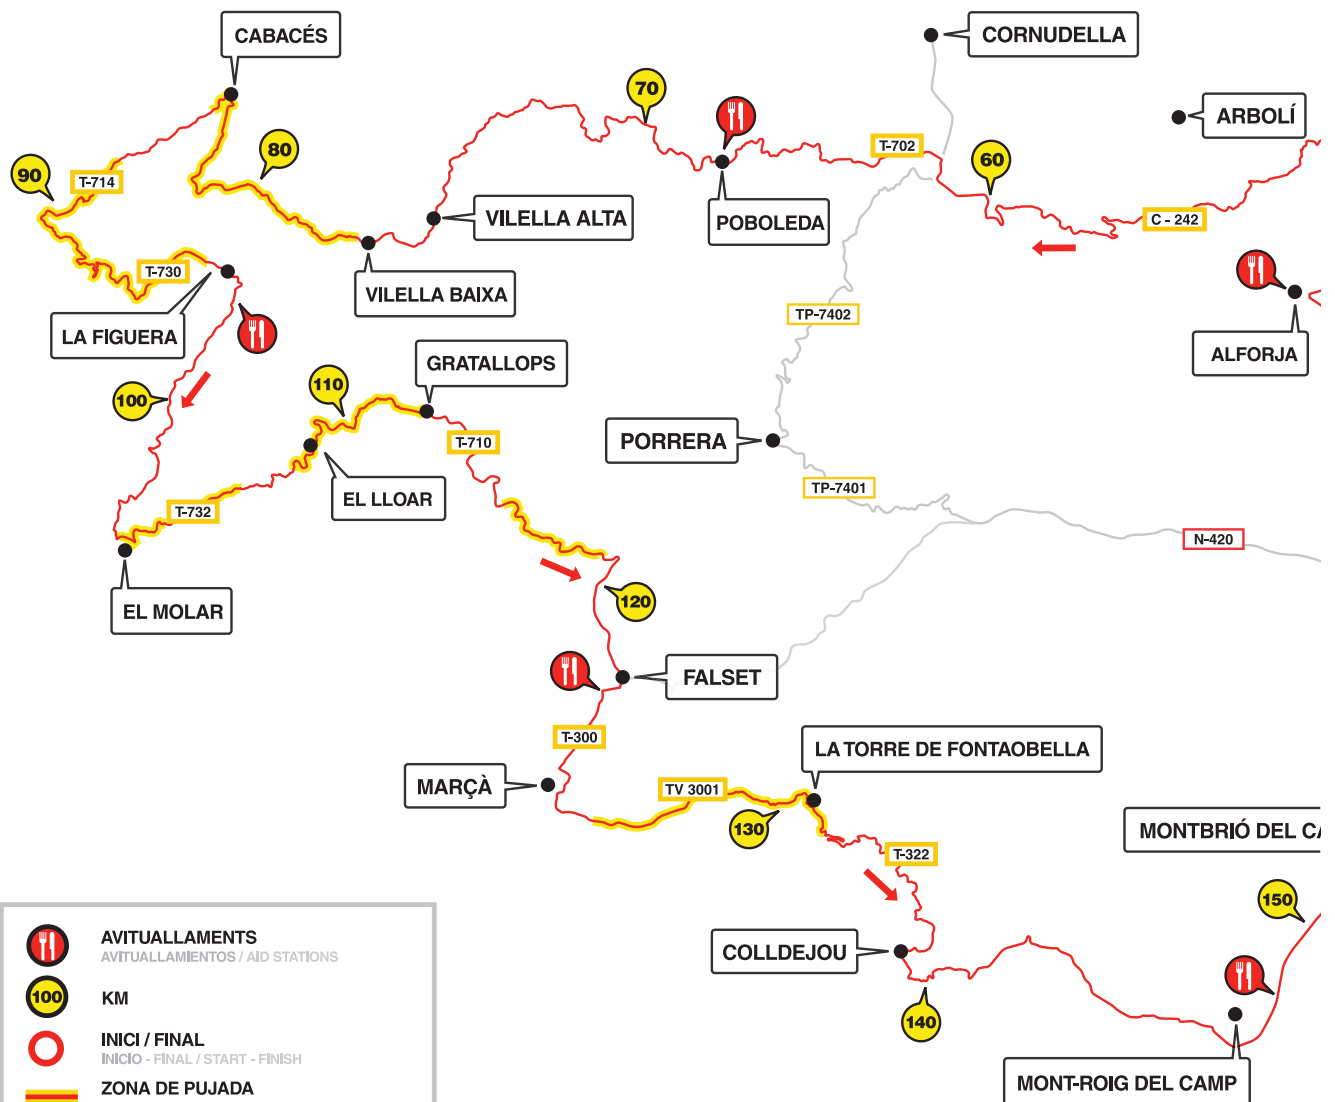 CABACÉS
CORNUDELLA
70
ARBOLÍ
80
T-702
60
90
T-714
VILELLA ALTA
POBOLEDA
C - 242
T-730
VILELLA BAIXA
LA FIGUERA
TP-7402
ALFORJA
GRATALLOPS
110
100
T-710
PORRERA
EL LLOAR
TP-7401
T-732
N-420
EL MOLAR
120
FALSET
T-300
LA TORRE DE FONTAOBELLA
MARÇÀ
TV 3001
130
MONTBRIÓ DEL CA
T-322
150
COLLDEJOU
140
MONT-ROIG DEL CAMP
AVITUALLAMENTS
AVITUALLAMIENTOS / AID STATIONS
100
KM
INICI / FINAL
INICIO - FINAL / START - FINISH
ZONA DE PUJADA